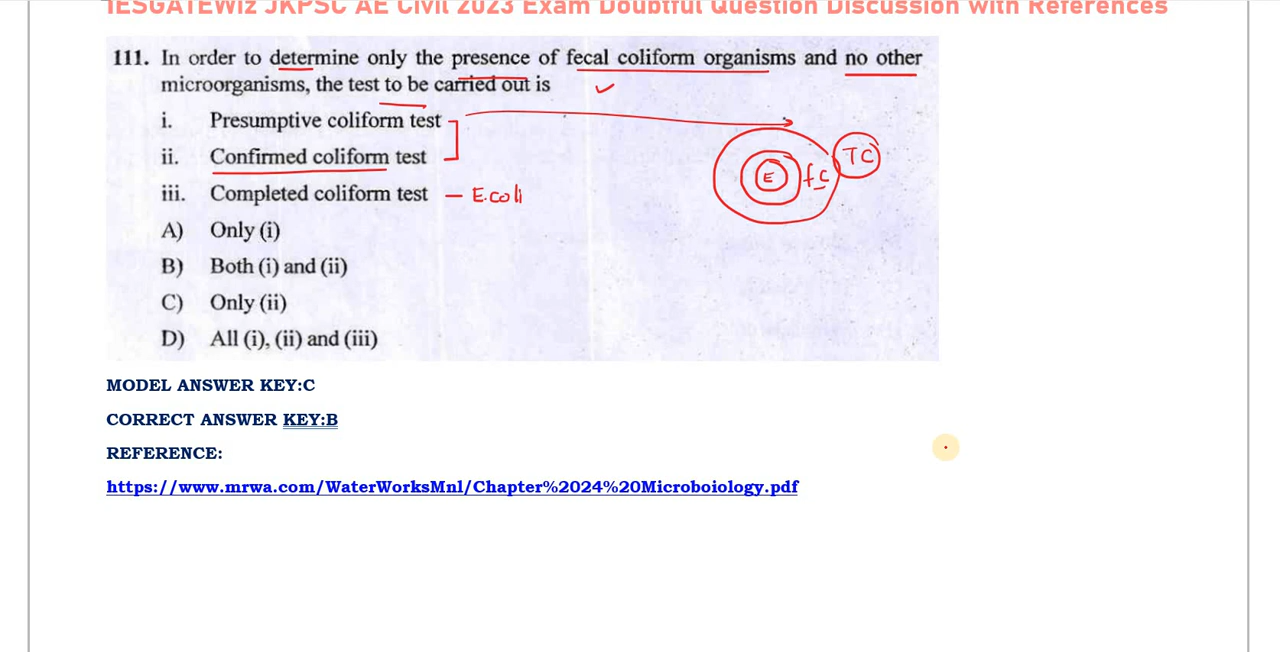 IESGATEWiz JKPSC AE Civil 2023 Exam Doubtful Question Discussion with References
111. In order to determine only the presence of fecal coliform organisms and no other
microorganisms, the test to be carried out is
i. Presumptive coliform test
ii. Confirmed coliform test
iii. Completed coliform test – E.coli
E fc TC
A) Only (i)
B) Both (i) and (ii)
C) Only (ii)
D) All (i), (ii) and (iii)
MODEL ANSWER KEY:C
CORRECT ANSWER KEY:B
REFERENCE:
https://www.mrwa.com/WaterWorksMnl/Chapter%2024%20Microboiology.pdf